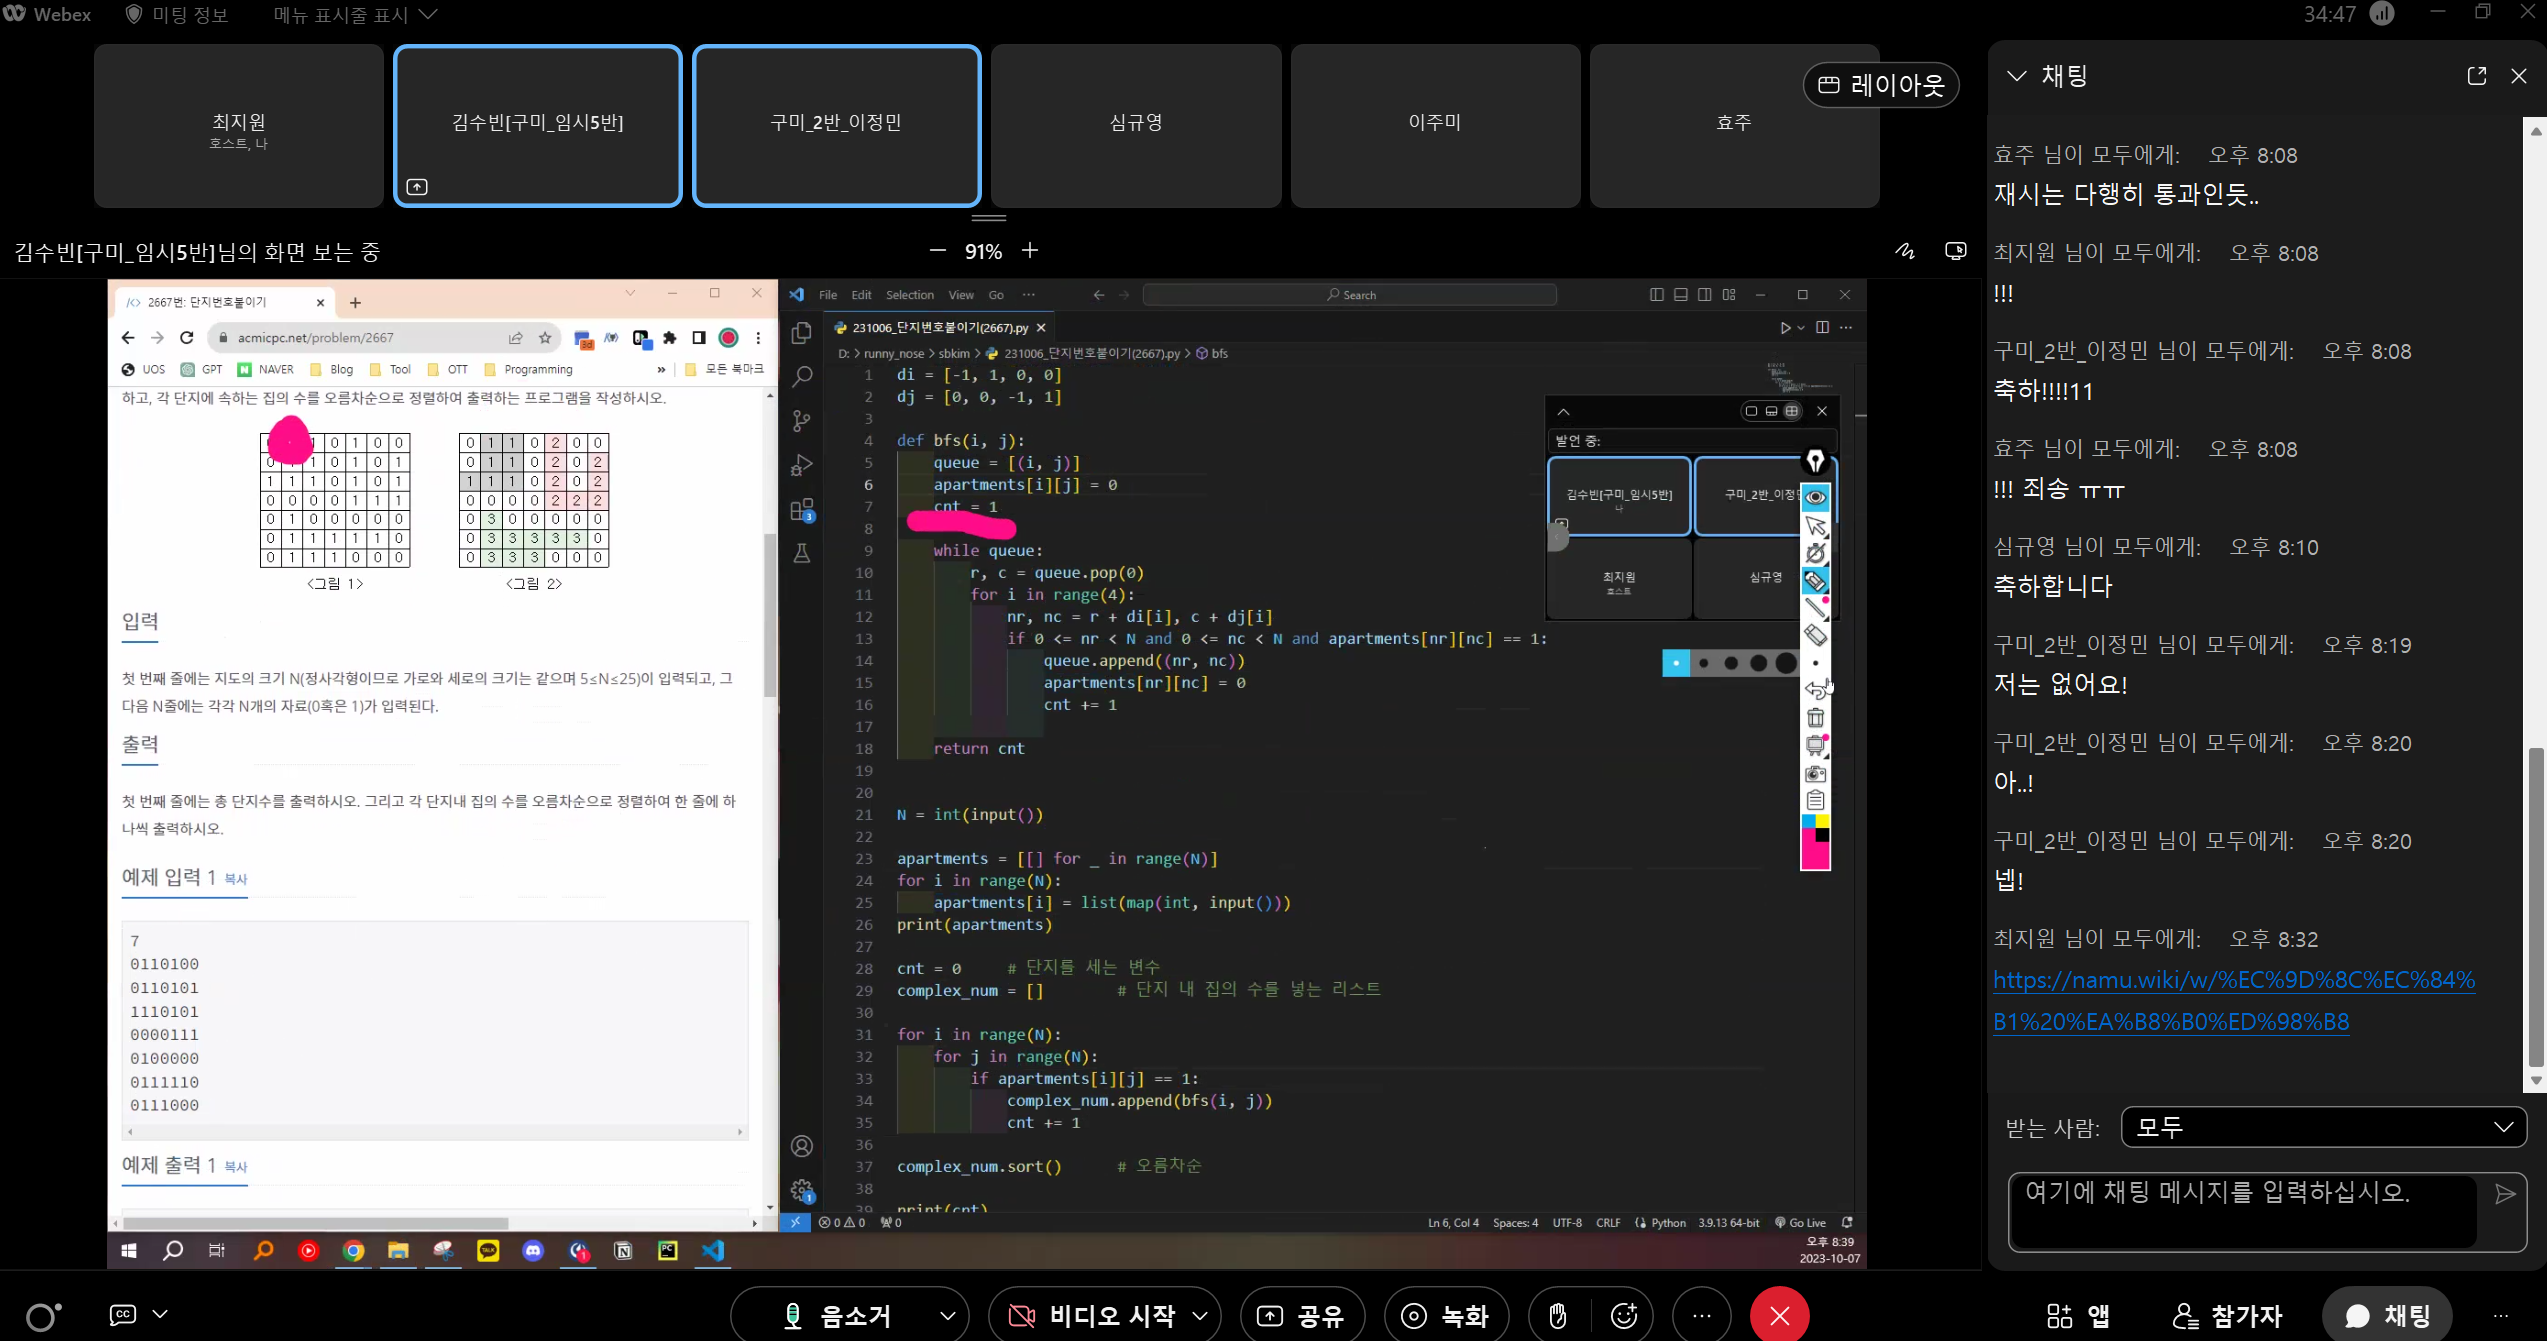 Webex 미팅 정보 메뉴 표시줄 표시 34:47
최지원
호스트, 나
김수빈[구미_임시5반]
구미_2반_이정민
심규영
이주미
효주
레이아웃
김수빈[구미_임시5반]님의 화면 보는 중
91%
2667번: 단지번호붙이기
acmicpc.net/problem/2667
UOS GPT NAVER Blog Tool OTT Programming » 모든 북마크
하고, 각 단지에 속하는 집의 수를 오름차순으로 정렬하여 출력하는 프로그램을 작성하시오.
1 0 1 0 0
0 1 1 0 1 0 1
1 1 1 0 1 0 1
0 0 0 0 1 1 1
0 1 0 0 0 0 0
0 1 1 1 1 1 0
0 1 1 1 0 0 0
<그림 1>
0 1 1 0 2 0 0
0 1 1 0 2 0 2
1 1 1 0 2 0 2
0 0 0 0 2 2 2
0 3 0 0 0 0 0
0 3 3 3 3 3 0
0 3 3 3 0 0 0
<그림 2>
입력
첫 번째 줄에는 지도의 크기 N(정사각형이므로 가로와 세로의 크기는 같으며 5≤N≤25)이 입력되고, 그
다음 N줄에는 각각 N개의 자료(0혹은 1)가 입력된다.
출력
첫 번째 줄에는 총 단지수를 출력하시오. 그리고 각 단지내 집의 수를 오름차순으로 정렬하여 한 줄에 하
나씩 출력하시오.
예제 입력 1 복사
7
0110100
0110101
1110101
0000111
0100000
0111110
0111000
예제 출력 1 복사
File Edit Selection View Go ··· Search
231006_단지번호붙이기(2667).py
D: > runny_nose > sbkim > 231006_단지번호붙이기(2667).py > bfs
1 di = [-1, 1, 0, 0]
2 dj = [0, 0, -1, 1]
3
4 def bfs(i, j):
5 queue = [(i, j)]
6 apartments[i][j] = 0
7 cnt = 1
8
9 while queue:
10 r, c = queue.pop(0)
11 for i in range(4):
12 nr, nc = r + di[i], c + dj[i]
13 if 0 <= nr < N and 0 <= nc < N and apartments[nr][nc] == 1:
14 queue.append((nr, nc))
15 apartments[nr][nc] = 0
16 cnt += 1
17
18 return cnt
19
20
21 N = int(input())
22
23 apartments = [[] for _ in range(N)]
24 for i in range(N):
25 apartments[i] = list(map(int, input()))
26 print(apartments)
27
28 cnt = 0 # 단지를 세는 변수
29 complex_num = [] # 단지 내 집의 수를 넣는 리스트
30
31 for i in range(N):
32 for j in range(N):
33 if apartments[i][j] == 1:
34 complex_num.append(bfs(i, j))
35 cnt += 1
36
37 complex_num.sort() # 오름차순
38
39 print(cnt)
발언 중:
김수빈[구미_임시5반]
나
구미_2반_이정
최지원
호스트
심규영
0 0 0 Ln 6, Col 4 Spaces: 4 UTF-8 CRLF Python 3.9.13 64-bit Go Live
오후 8:39
2023-10-07
채팅
효주 님이 모두에게: 오후 8:08
재시는 다행히 통과인듯..
최지원 님이 모두에게: 오후 8:08
!!!
구미_2반_이정민 님이 모두에게: 오후 8:08
축하!!!!11
효주 님이 모두에게: 오후 8:08
!!! 죄송 ㅠㅠ
심규영 님이 모두에게: 오후 8:10
축하합니다
구미_2반_이정민 님이 모두에게: 오후 8:19
저는 없어요!
구미_2반_이정민 님이 모두에게: 오후 8:20
아..!
구미_2반_이정민 님이 모두에게: 오후 8:20
넵!
최지원 님이 모두에게: 오후 8:32
https://namu.wiki/w/%EC%9D%8C%EC%84%
B1%20%EA%B8%B0%ED%98%B8
받는 사람: 모두
여기에 채팅 메시지를 입력하십시오.
음소거 비디오 시작 공유 녹화 앱 참가자 채팅